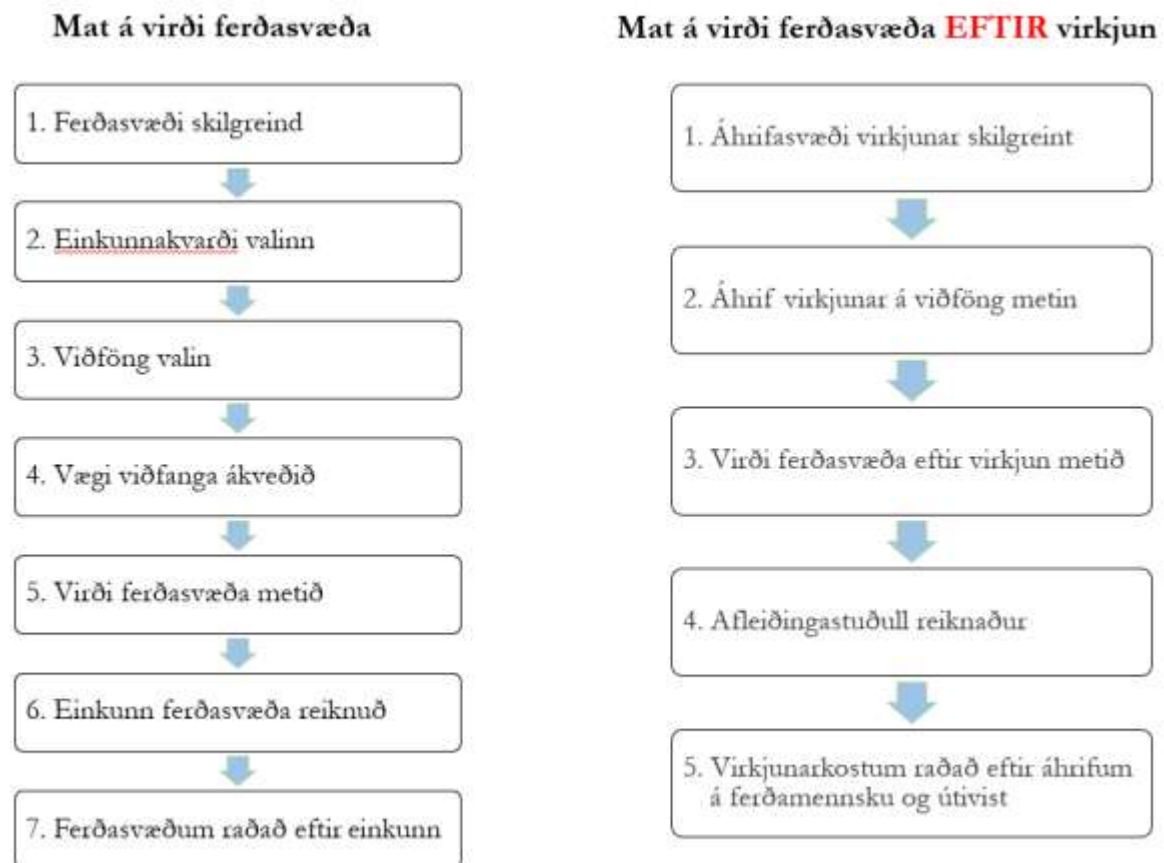 Mat á virði ferðasvæða
1. Ferðasvæði skilgreind
2. Einkunnakvarði valinn
3. Viðföng valin
4. Vægi viðfanga ákveðið
5. Virði ferðasvæða metið
6. Einkunn ferðasvæða reiknuð
7. Ferðasvæðum raðað eftir einkunn
Mat á virði ferðasvæða EFTIR virkjun
1. Áhrifasvæði virkjunar skilgreint
2. Áhrif virkjunar á viðföng metin
3. Virði ferðasvæða eftir virkjun metið
4. Afleiðingastuðull reiknaður
5. Virkjunarkostum raðað eftir áhrifum
á ferðamennsku og útivist